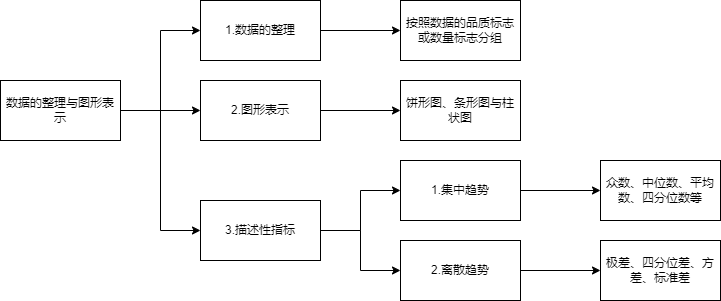 1.数据的整理
按照数据的品质标志
或数量标志分组
数据的整理与图形表
示
2.图形表示
饼形图、条形图与柱
状图
3.描述性指标
1.集中趋势
众数、中位数、平均
数、四分位数等
2.离散趋势
极差、四分位差、方
差、标准差